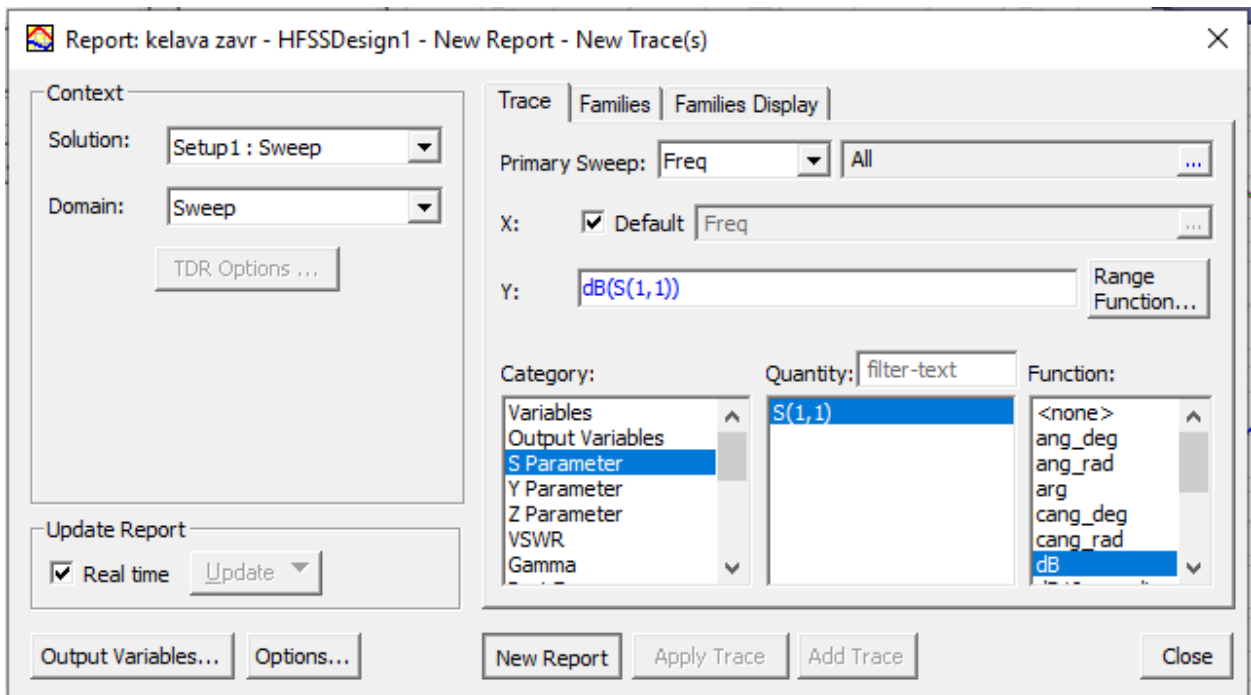 Report: kelava zavr - HFSSDesign1 - New Report - New Trace(s)
Context
Solution:
Setup1 : Sweep
Domain:
Sweep
TDR Options ...
Update Report
Real time
Update
Trace
Families
Families Display
Primary Sweep:
Freq
All
...
X:
Default
Freq
...
Y:
dB(S(1,1))
Range
Function...
Category:
Variables
Output Variables
S Parameter
Y Parameter
Z Parameter
VSWR
Gamma
Quantity:
filter-text
S(1,1)
Function:
<none>
ang_deg
ang_rad
arg
cang_deg
cang_rad
dB
Output Variables...
Options...
New Report
Apply Trace
Add Trace
Close